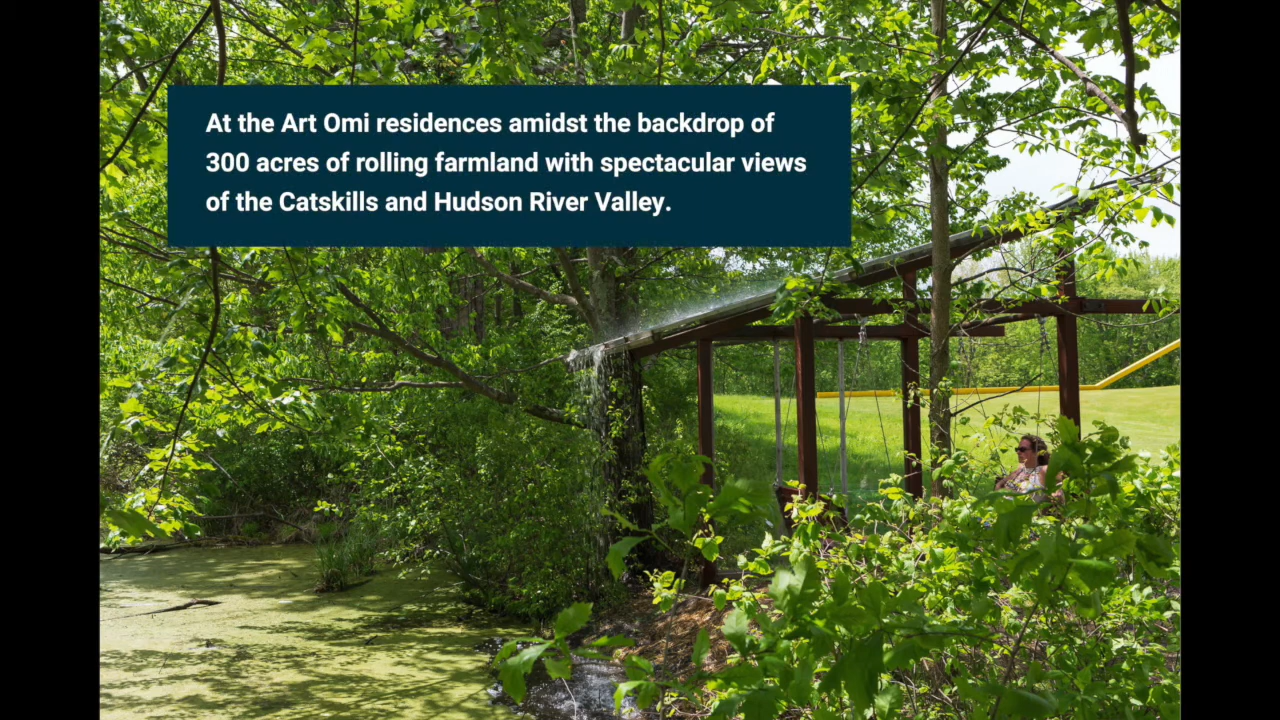 At the Art Omi residences amidst the backdrop of
300 acres of rolling farmland with spectacular views
of the Catskills and Hudson River Valley.